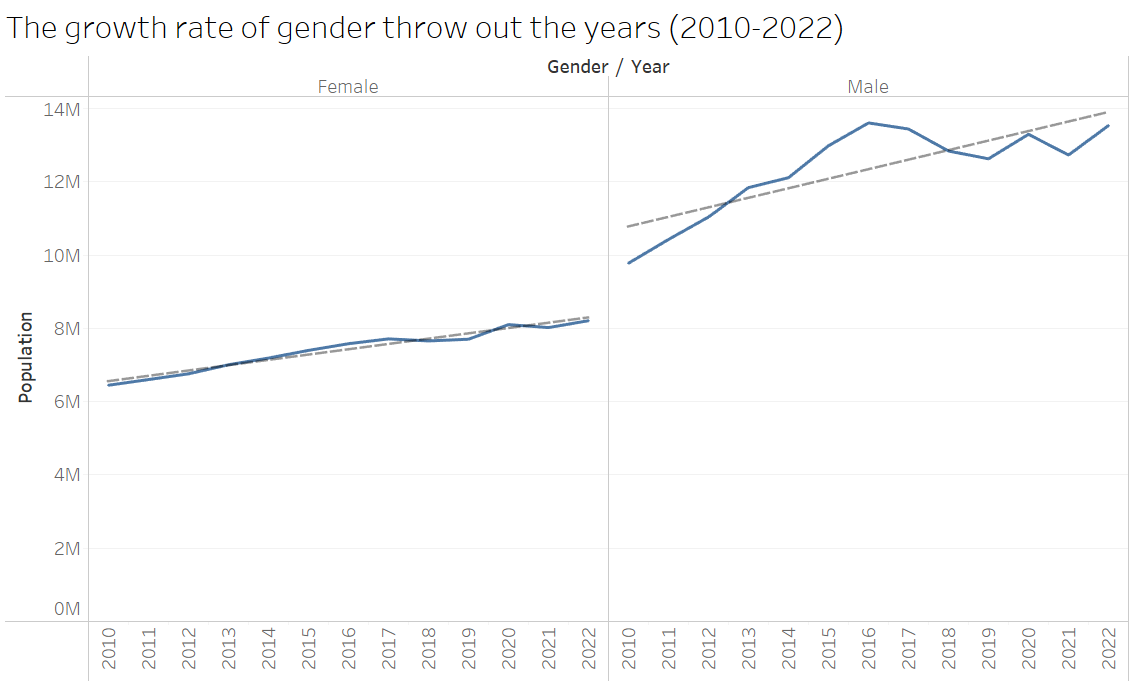 The growth rate of gender throw out the years (2010-2022)
Gender / Year
Female Male
14M
12M
10M
8M
6M
4M
2M
0M
Population
2010 2011 2012 2013 2014 2015 2016 2017 2018 2019 2020 2021 2022 2010 2011 2012 2013 2014 2015 2016 2017 2018 2019 2020 2021 2022